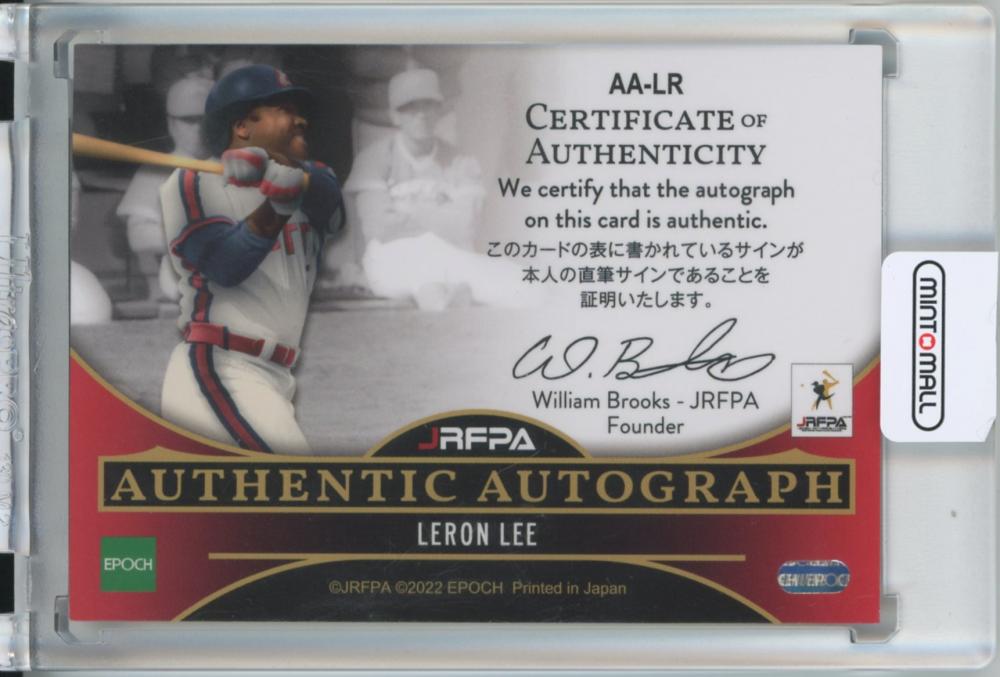 AA-LR
CERTIFICATE OF
AUTHENTICITY
We certify that the autograph
on this card is authentic.
このカードの表に書かれているサインが
本人の直筆サインであることを
証明いたします。
W. Brooks
William Brooks - JRFPA
Founder
JRFPA
MINTOMALL
JRFPA
AUTHENTIC AUTOGRAPH
LERON LEE
EPOCH
©JRFPA ©2022 EPOCH Printed in Japan